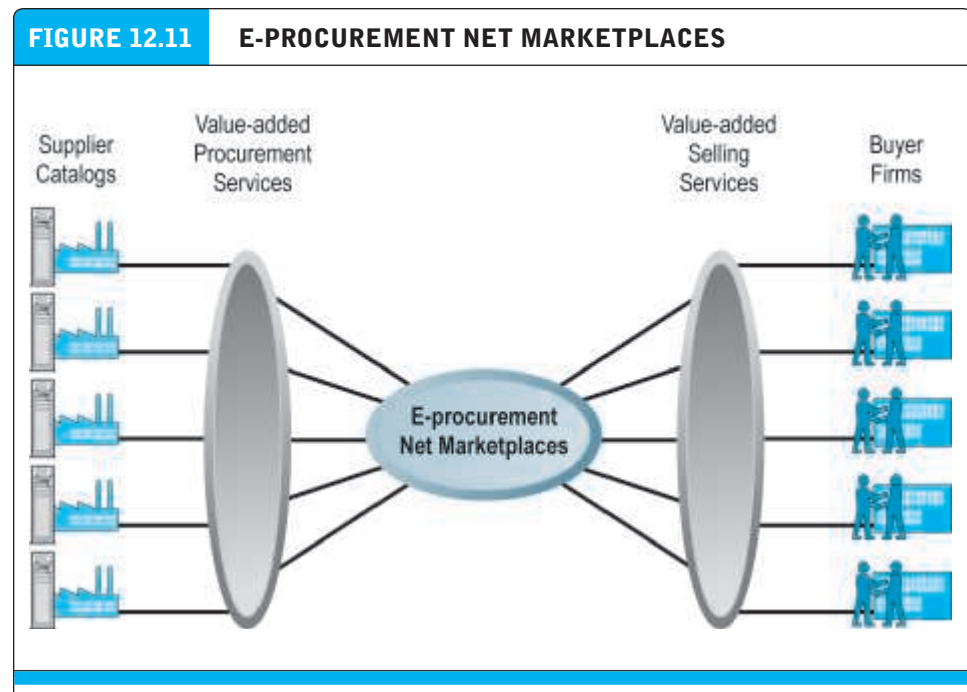 FIGURE 12.11 E-PROCUREMENT NET MARKETPLACES
Supplier
Catalogs
Value-added
Procurement
Services
Value-added
Selling
Services
Buyer
Firms
E-procurement
Net Marketplaces